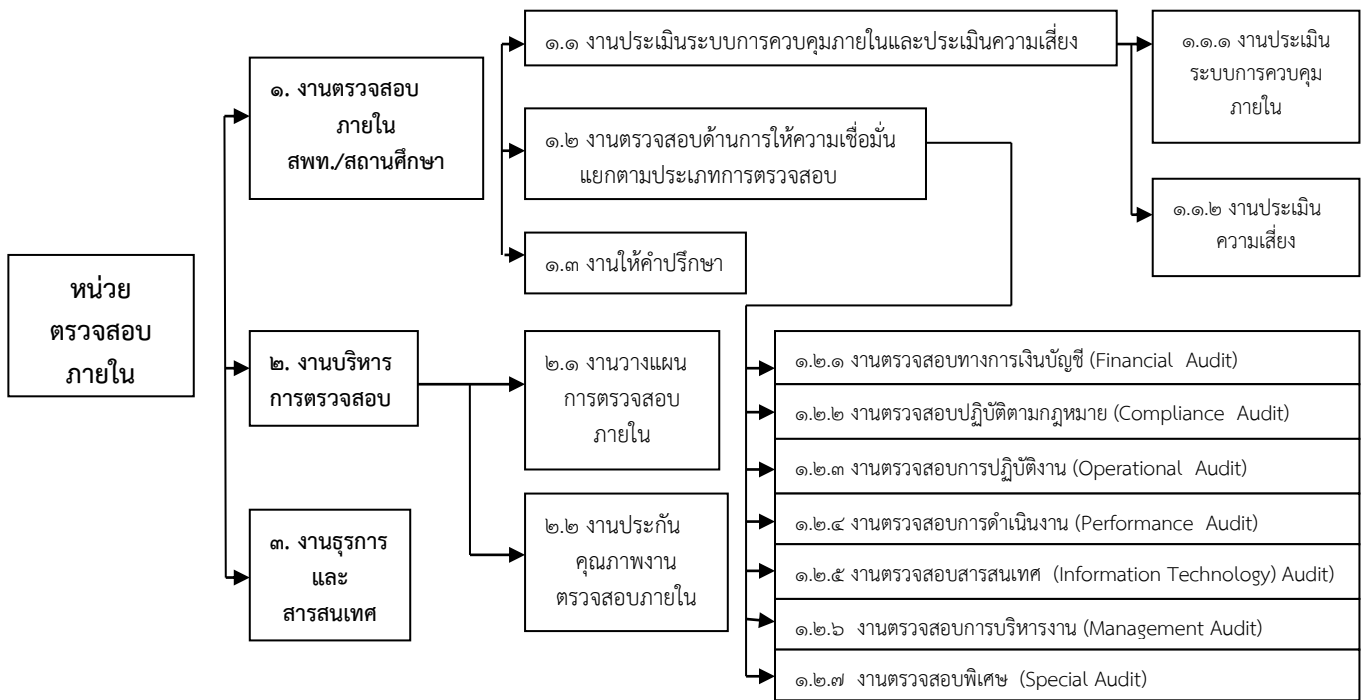 หน่วย
ตรวจสอบ
ภายใน
๑. งานตรวจสอบ
ภายใน
สพท./สถานศึกษา
๑.๑ งานประเมินระบบการควบคุมภายในและประเมินความเสี่ยง
๑.๑.๑ งานประเมิน
ระบบการควบคุม
ภายใน
๑.๑.๒ งานประเมิน
ความเสี่ยง
๑.๒ งานตรวจสอบด้านการให้ความเชื่อมั่น
แยกตามประเภทการตรวจสอบ
๑.๒.๑ งานตรวจสอบทางการเงินบัญชี (Financial Audit)
๑.๒.๒ งานตรวจสอบปฏิบัติตามกฎหมาย (Compliance Audit)
๑.๒.๓ งานตรวจสอบการปฏิบัติงาน (Operational Audit)
๑.๒.๔ งานตรวจสอบการดำเนินงาน (Performance Audit)
๑.๒.๕ งานตรวจสอบสารสนเทศ (Information Technology) Audit)
๑.๒.๖ งานตรวจสอบการบริหารงาน (Management Audit)
๑.๒.๗ งานตรวจสอบพิเศษ (Special Audit)
๑.๓ งานให้คำปรึกษา
๒. งานบริหาร
การตรวจสอบ
๒.๑ งานวางแผน
การตรวจสอบ
ภายใน
๒.๒ งานประกัน
คุณภาพงาน
ตรวจสอบภายใน
๓. งานธุรการ
และ
สารสนเทศ